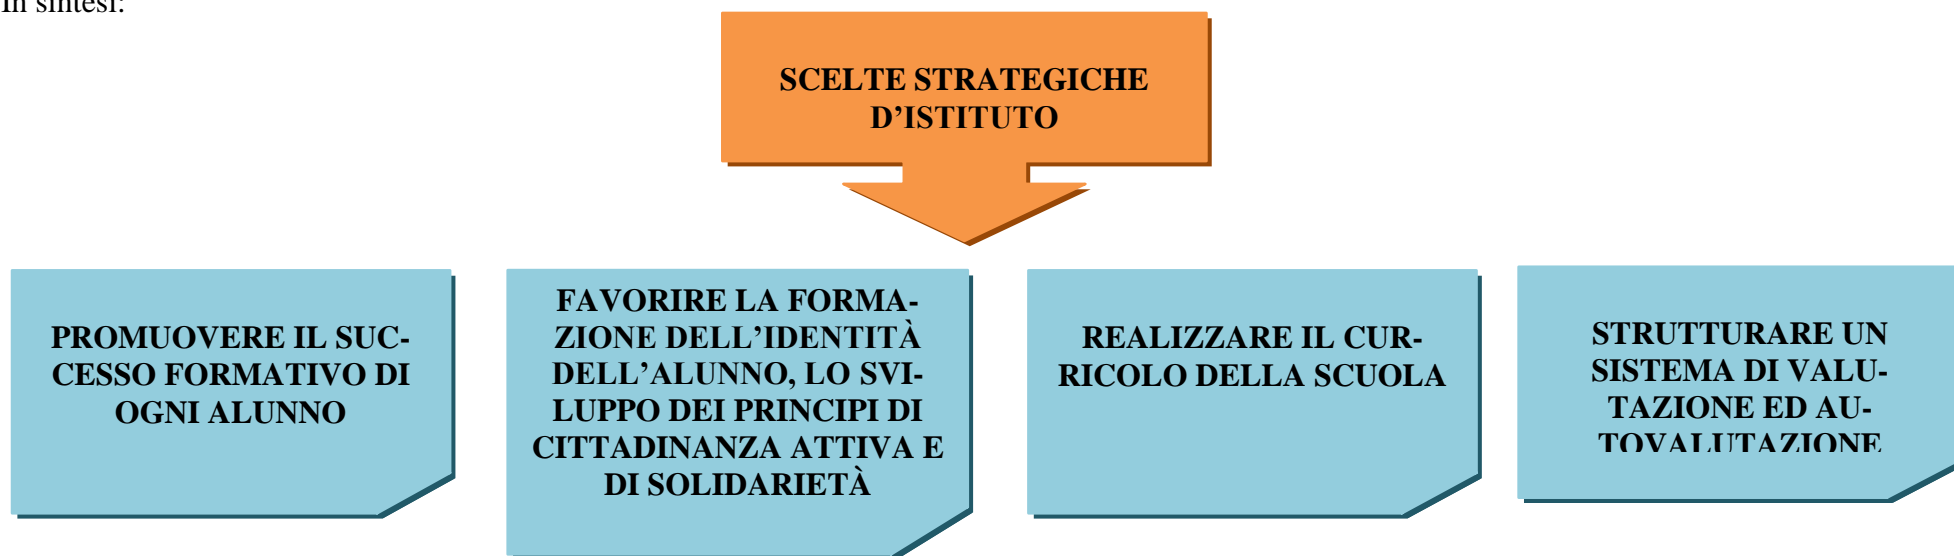 In sintesi:
SCELTE STRATEGICHE
D’ISTITUTO
PROMUOVERE IL SUC-
CESSO FORMATIVO DI
OGNI ALUNNO
FAVORIRE LA FORMA-
ZIONE DELL’IDENTITÀ
DELL’ALUNNO, LO SVI-
LUPPO DEI PRINCIPI DI
CITTADINANZA ATTIVA E
DI SOLIDARIETÀ
REALIZZARE IL CUR-
RICOLO DELLA SCUOLA
STRUTTURARE UN
SISTEMA DI VALU-
TAZIONE ED AU-
TOVALUTAZIONE